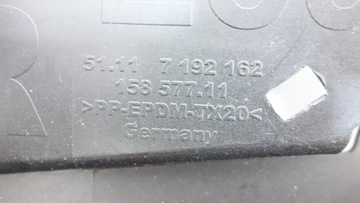 51.11 7 192 162
158 577.11
>PP-EPDM-TX20<
Germany